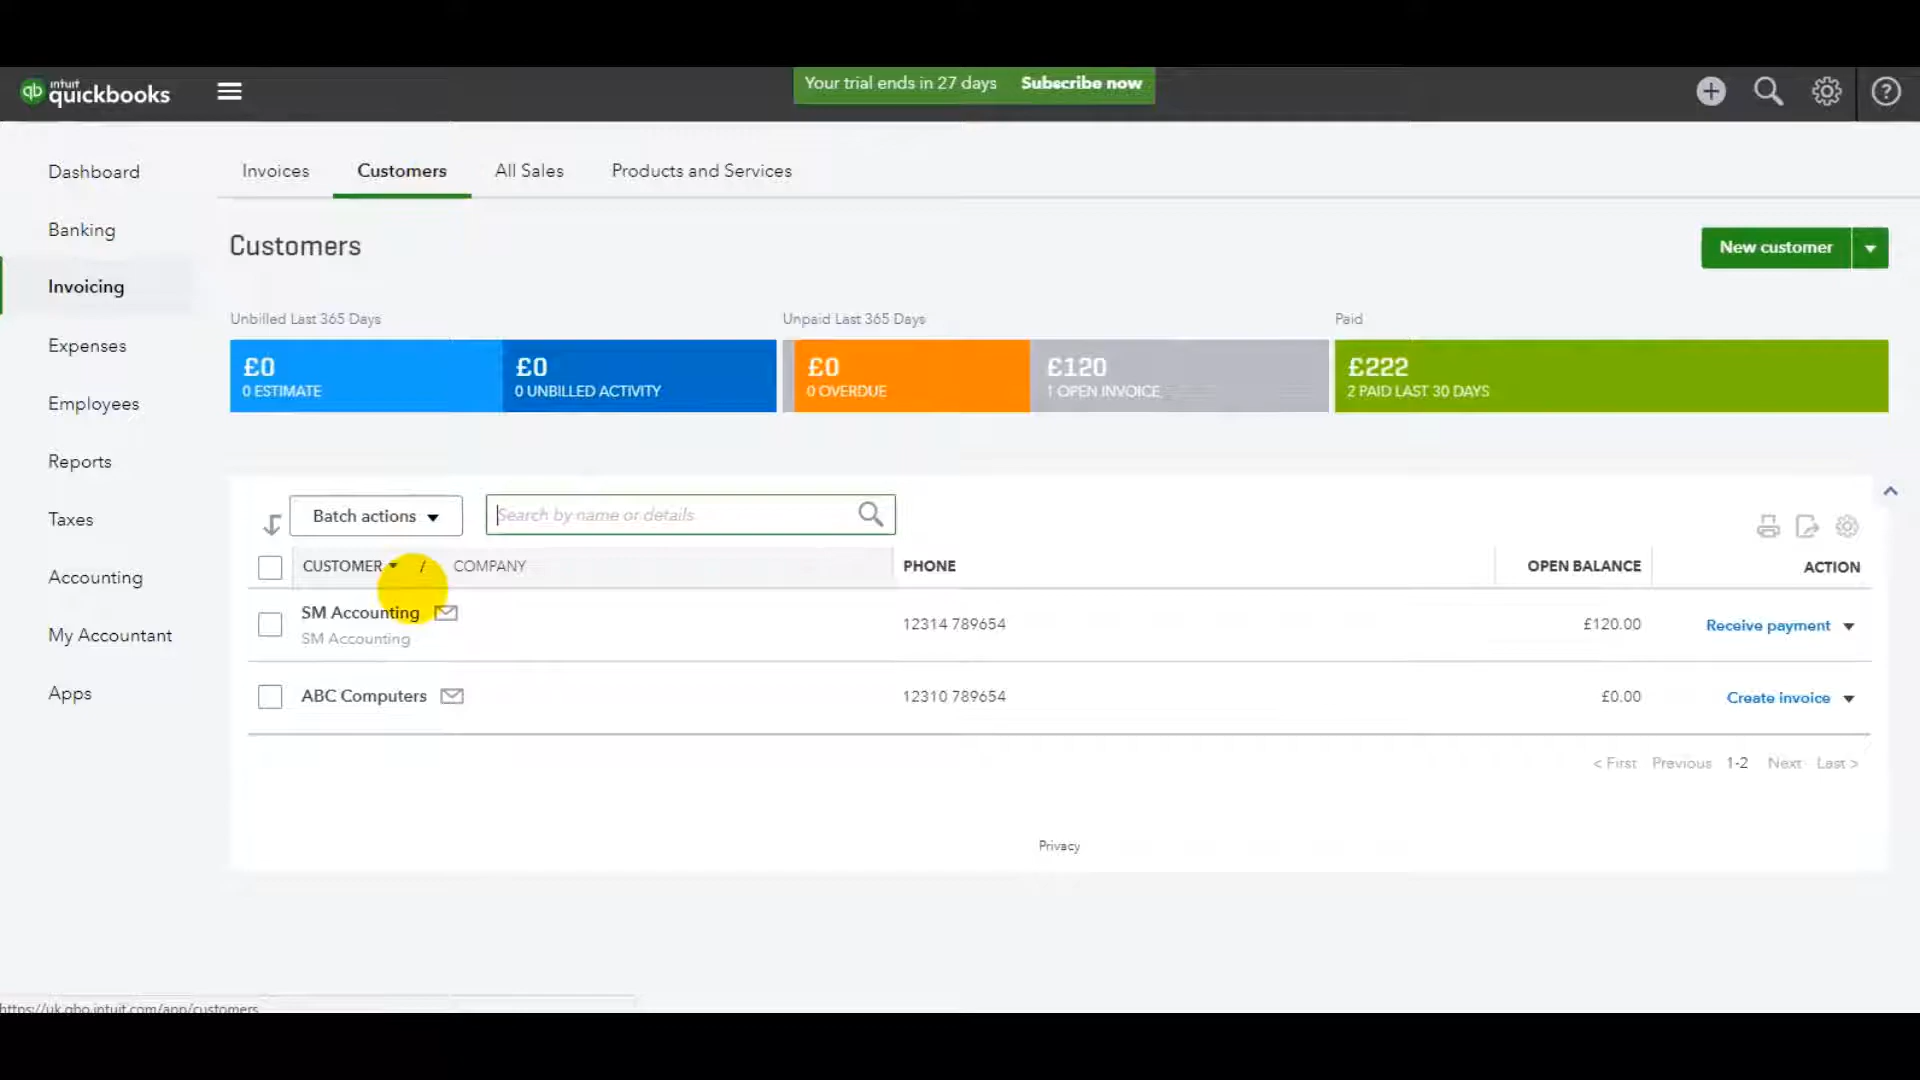 intuit
qb quickbooks
Your trial ends in 27 days Subscribe now
Dashboard
Banking
Invoicing
Expenses
Employees
Reports
Taxes
Accounting
My Accountant
Apps
Invoices Customers All Sales Products and Services
Customers
New customer
Unbilled Last 365 Days Unpaid Last 365 Days Paid
£0 £0 £0 £120 £222
0 ESTIMATE 0 UNBILLED ACTIVITY 0 OVERDUE 1 OPEN INVOICE 2 PAID LAST 30 DAYS
Batch actions Search by name or details
CUSTOMER / COMPANY PHONE OPEN BALANCE ACTION
SM Accounting 12314 789654 £120.00 Receive payment
SM Accounting
ABC Computers 12310 789654 £0.00 Create invoice
< First Previous 1-2 Next Last >
Privacy
https://uk.qbo.intuit.com/app/customers